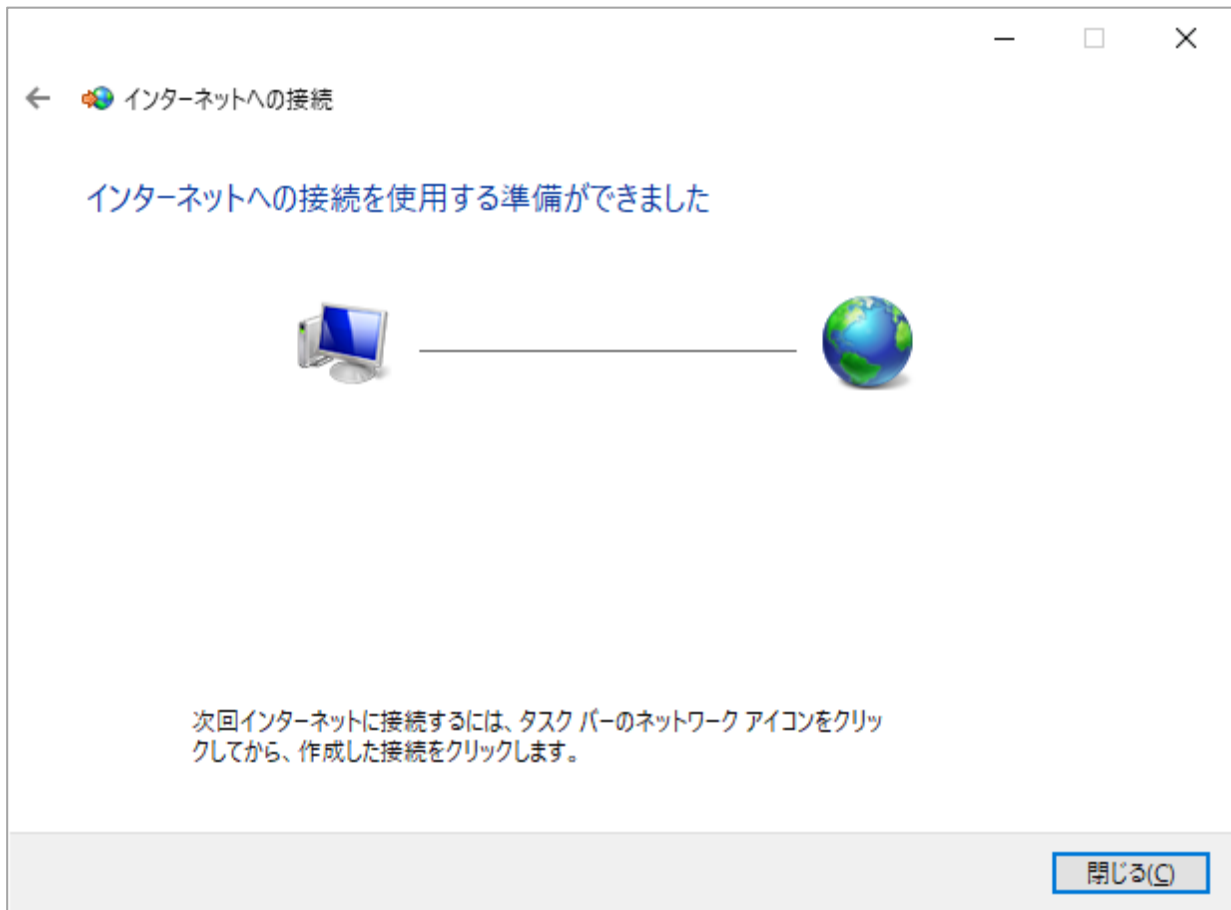 インターネットへの接続
インターネットへの接続を使用する準備ができました
次回インターネットに接続するには、タスク バーのネットワーク アイコンをクリッ
クしてから、作成した接続をクリックします。
閉じる(C)